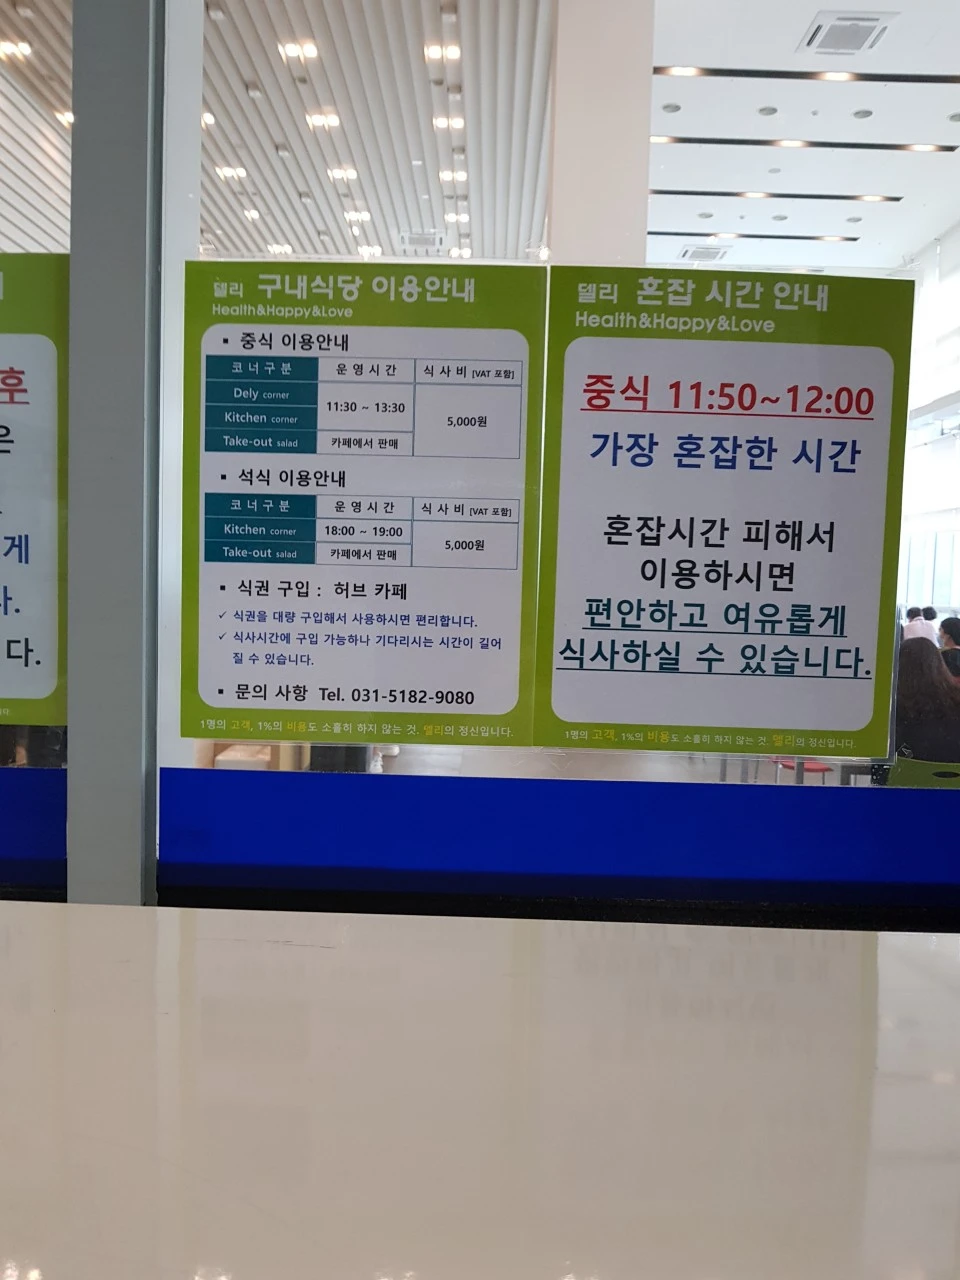 후
은
게
다.
델리 구내식당 이용안내
Health&Happy&Love
▪ 중식 이용안내
코너구분 운영시간 식사비 [VAT 포함]
Dely corner
11:30 ~ 13:30
Kitchen corner
5,000원
Take-out salad 카페에서 판매
▪ 석식 이용안내
코너구분 운영시간 식사비 [VAT 포함]
Kitchen corner 18:00 ~ 19:00
5,000원
Take-out salad 카페에서 판매
▪ 식권 구입 : 허브 카페
✓ 식권을 대량 구입해서 사용하시면 편리합니다.
✓ 식사시간에 구입 가능하나 기다리시는 시간이 길어
질 수 있습니다.
▪ 문의 사항 Tel. 031-5182-9080
1명의 고객, 1%의 비용도 소홀히 하지 않는 것. 델리의 정신입니다.
델리 혼잡 시간 안내
Health&Happy&Love
중식 11:50~12:00
가장 혼잡한 시간
혼잡시간 피해서
이용하시면
편안하고 여유롭게
식사하실 수 있습니다.
1명의 고객, 1%의 비용도 소홀히 하지 않는 것. 델리의 정신입니다.